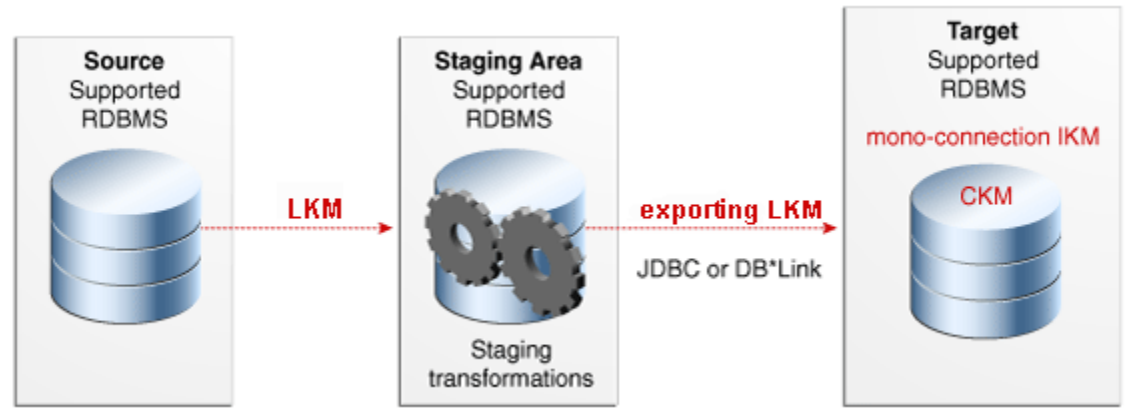 Source
Supported
RDBMS
LKM
Staging Area
Supported
RDBMS
Staging
transformations
exporting LKM
JDBC or DB*Link
Target
Supported
RDBMS
mono-connection IKM
CKM